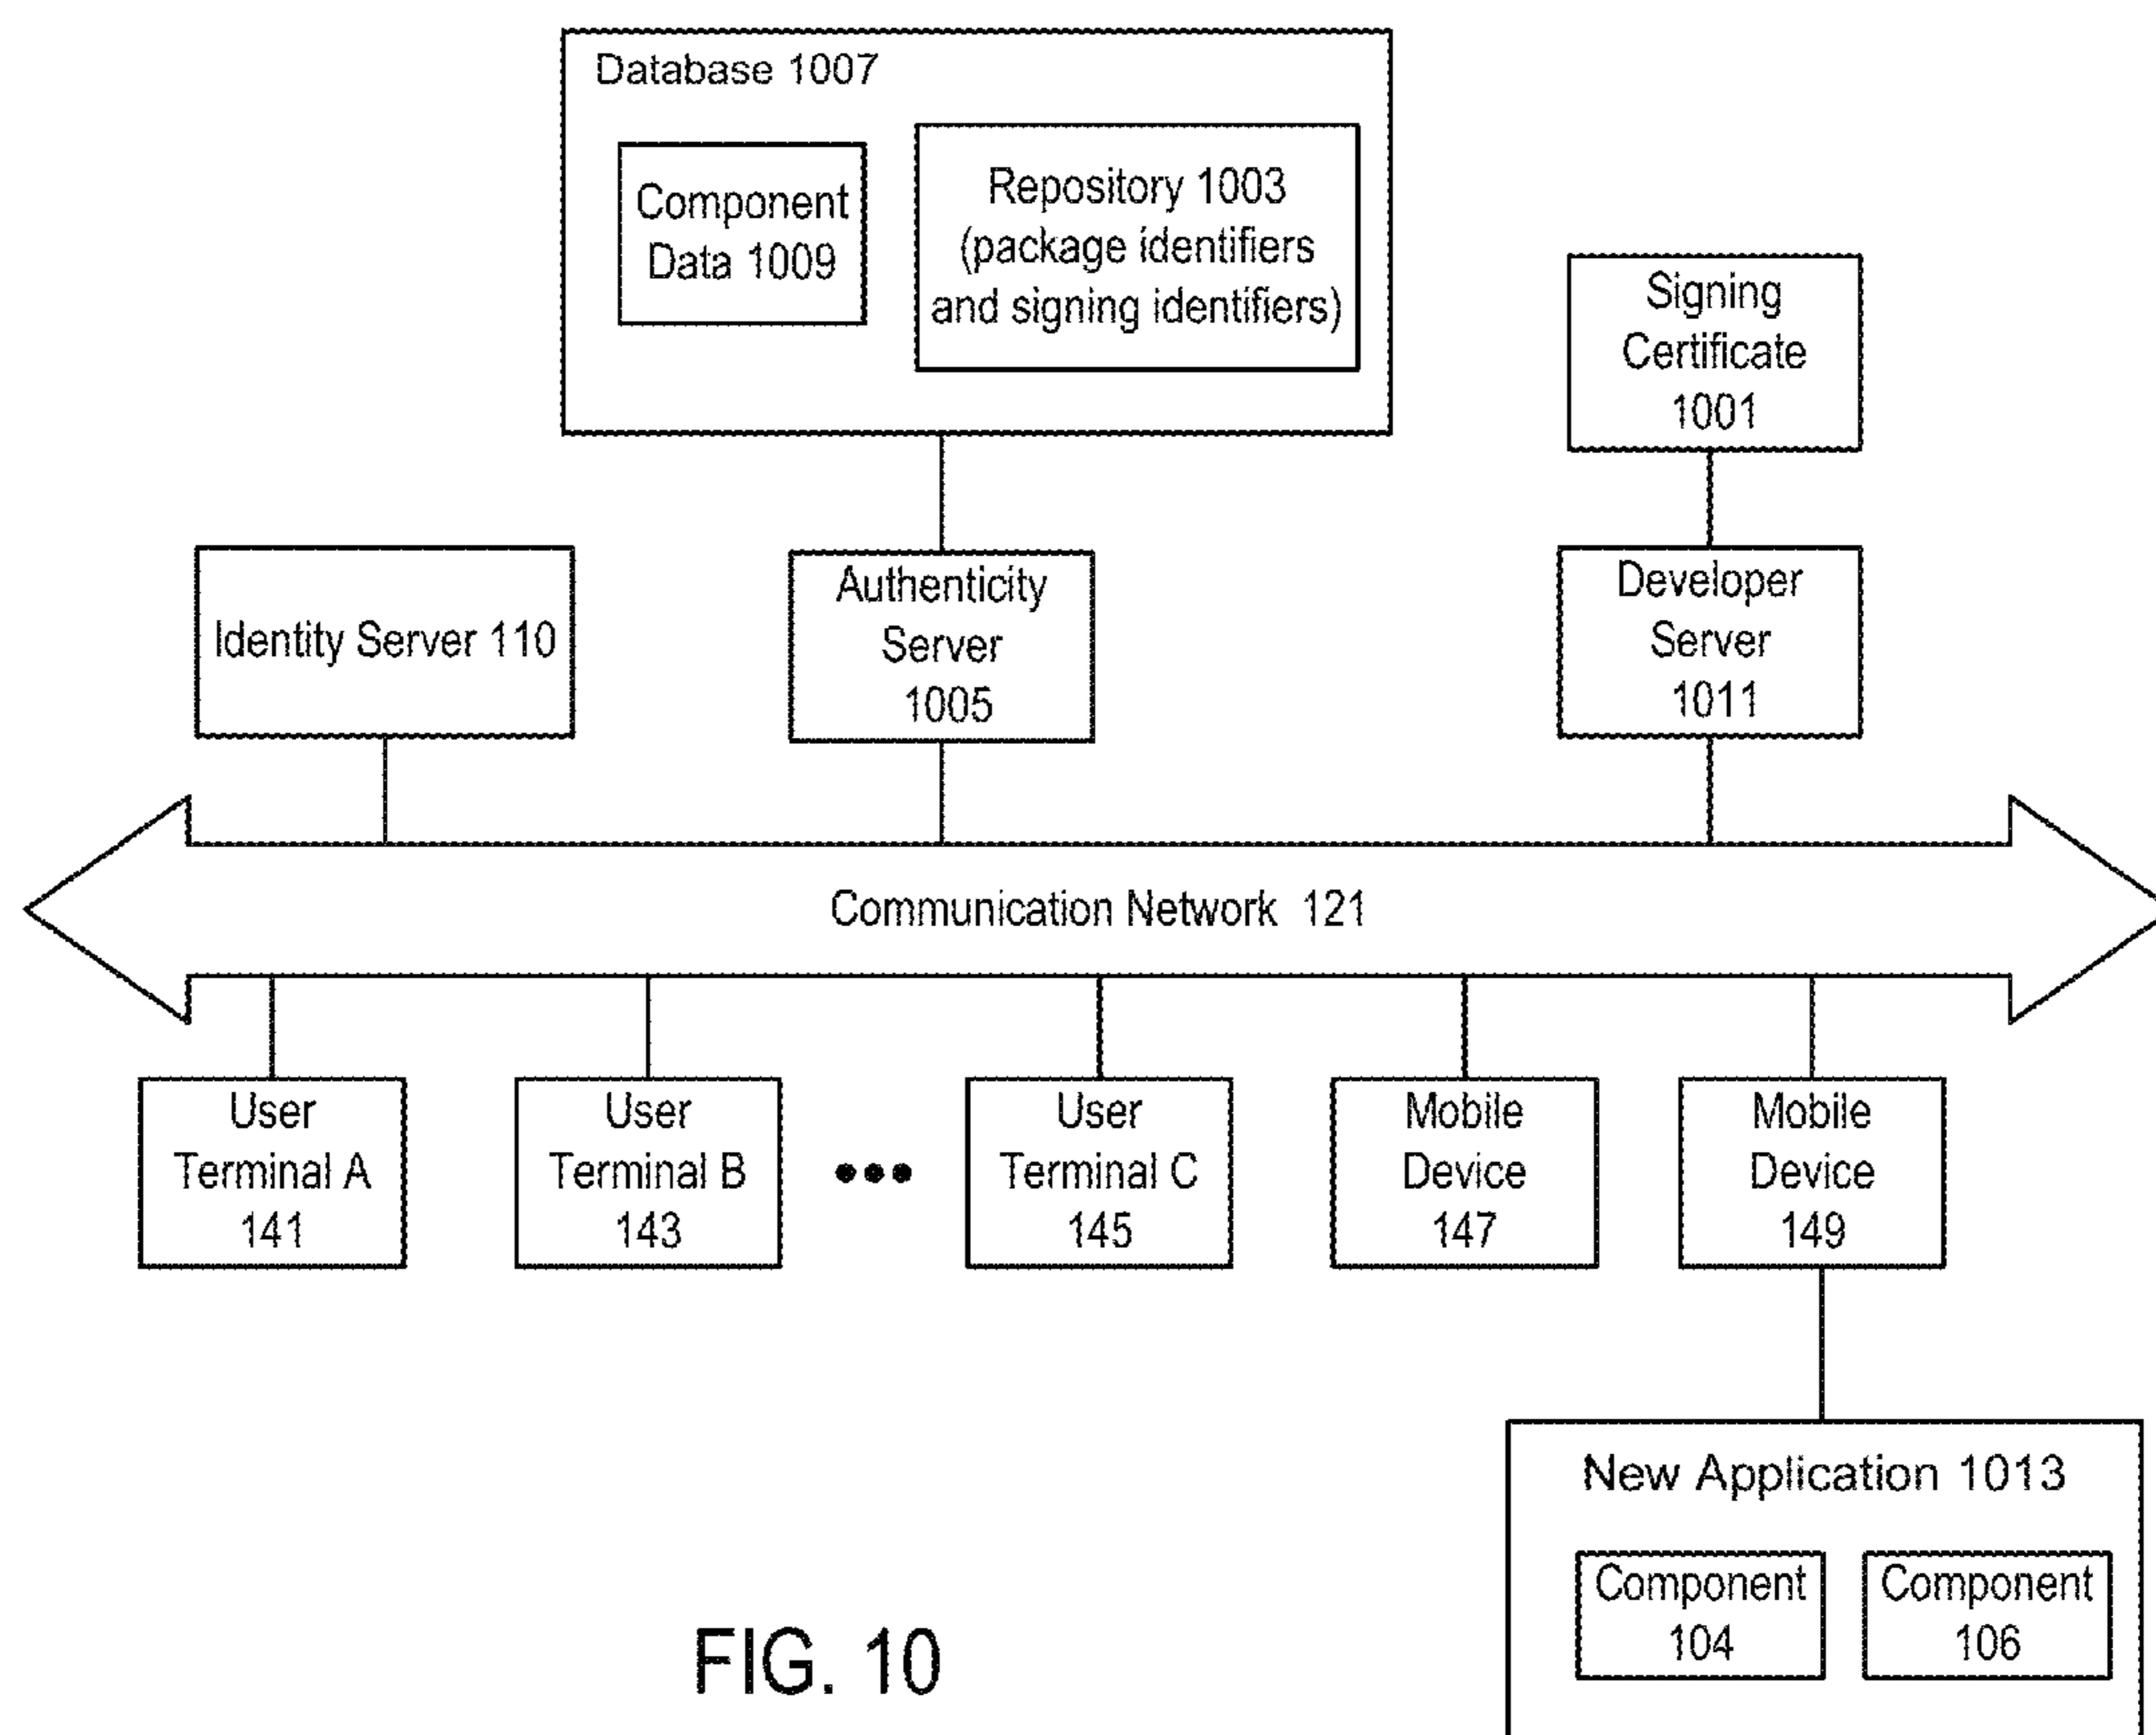 Database 1007
Component
Data 1009
Repository 1003
(package identifiers
and signing identifiers)
Signing
Certificate
1001
Identity Server 110
Authenticity
Server
1005
Developer
Server
1011
Communication Network 121
User
Terminal A
141
User
Terminal B
143
•••
User
Terminal C
145
Mobile
Device
147
Mobile
Device
149
New Application 1013
Component
104
Component
106
FIG. 10